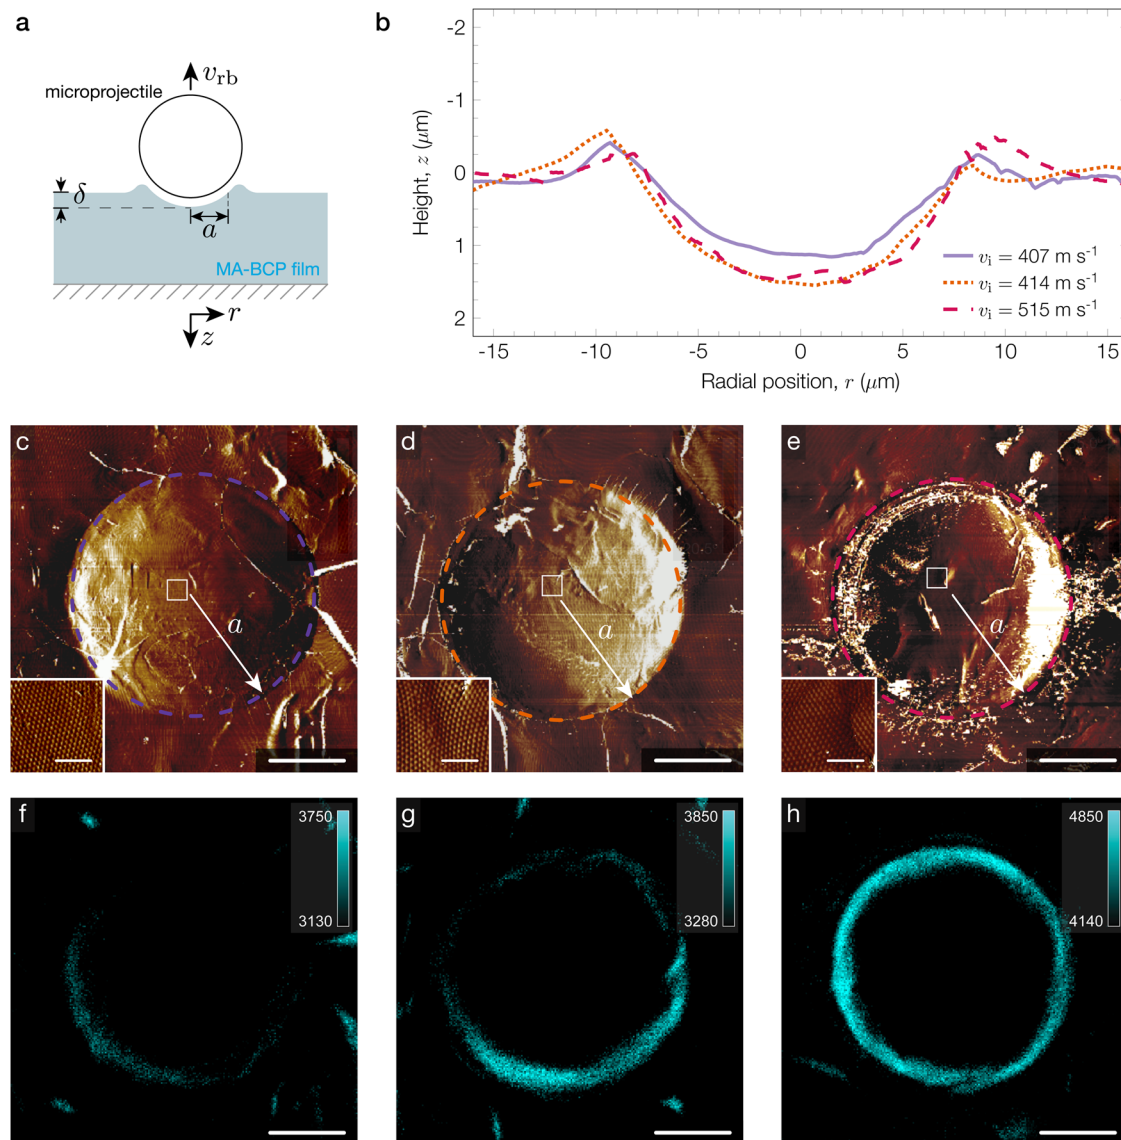 a
microprojectile
v_rb
δ
a
MA-BCP film
r
z
b
-2
-1
0
1
2
Height, z (μm)
-15
-10
-5
0
5
10
15
Radial position, r (μm)
v_i = 407 m s⁻¹
v_i = 414 m s⁻¹
v_i = 515 m s⁻¹
c
a
d
a
e
a
f
3750
3130
g
3850
3280
h
4850
4140